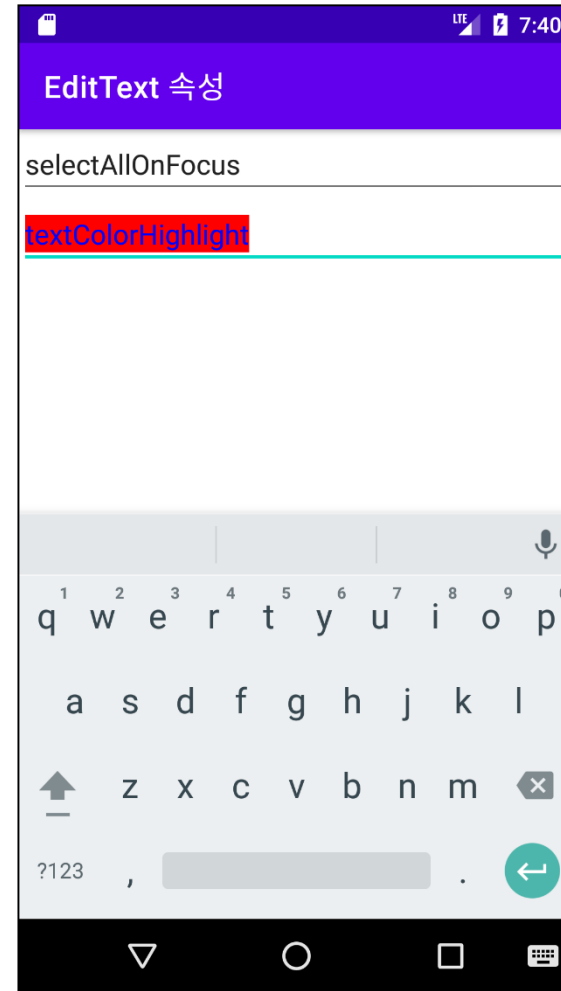 LTE 7:40
EditText 속성
selectAllOnFocus
textColorHighlight
1 2 3 4 5 6 7 8 9
q w e r t y u i o p
a s d f g h j k l
z x c v b n m
?123 , .